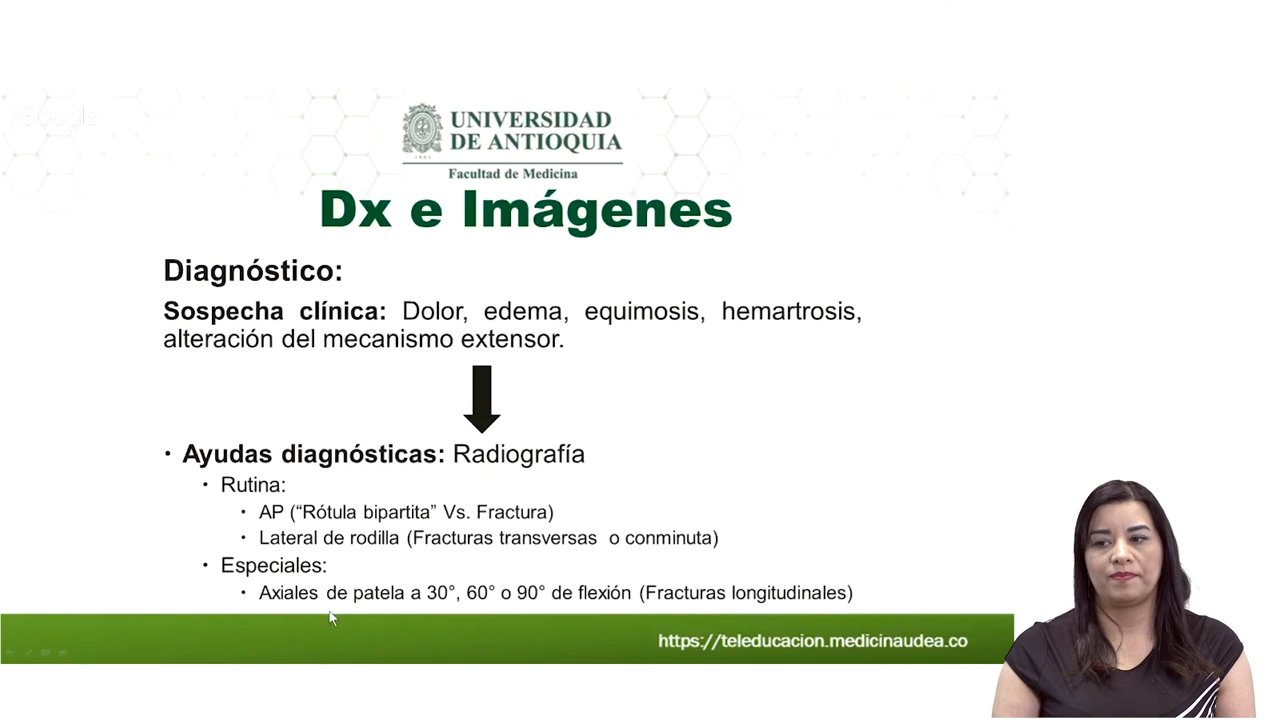 Google
UNIVERSIDAD
DE ANTIOQUIA
1803
Facultad de Medicina
Dx e Imágenes
Diagnóstico:
Sospecha clínica: Dolor, edema, equimosis, hemartrosis,
alteración del mecanismo extensor.
• Ayudas diagnósticas: Radiografía
• Rutina:
• AP (“Rótula bipartita” Vs. Fractura)
• Lateral de rodilla (Fracturas transversas o conminuta)
• Especiales:
• Axiales de patela a 30°, 60° o 90° de flexión (Fracturas longitudinales)
https://teleducacion.medicinaudea.co